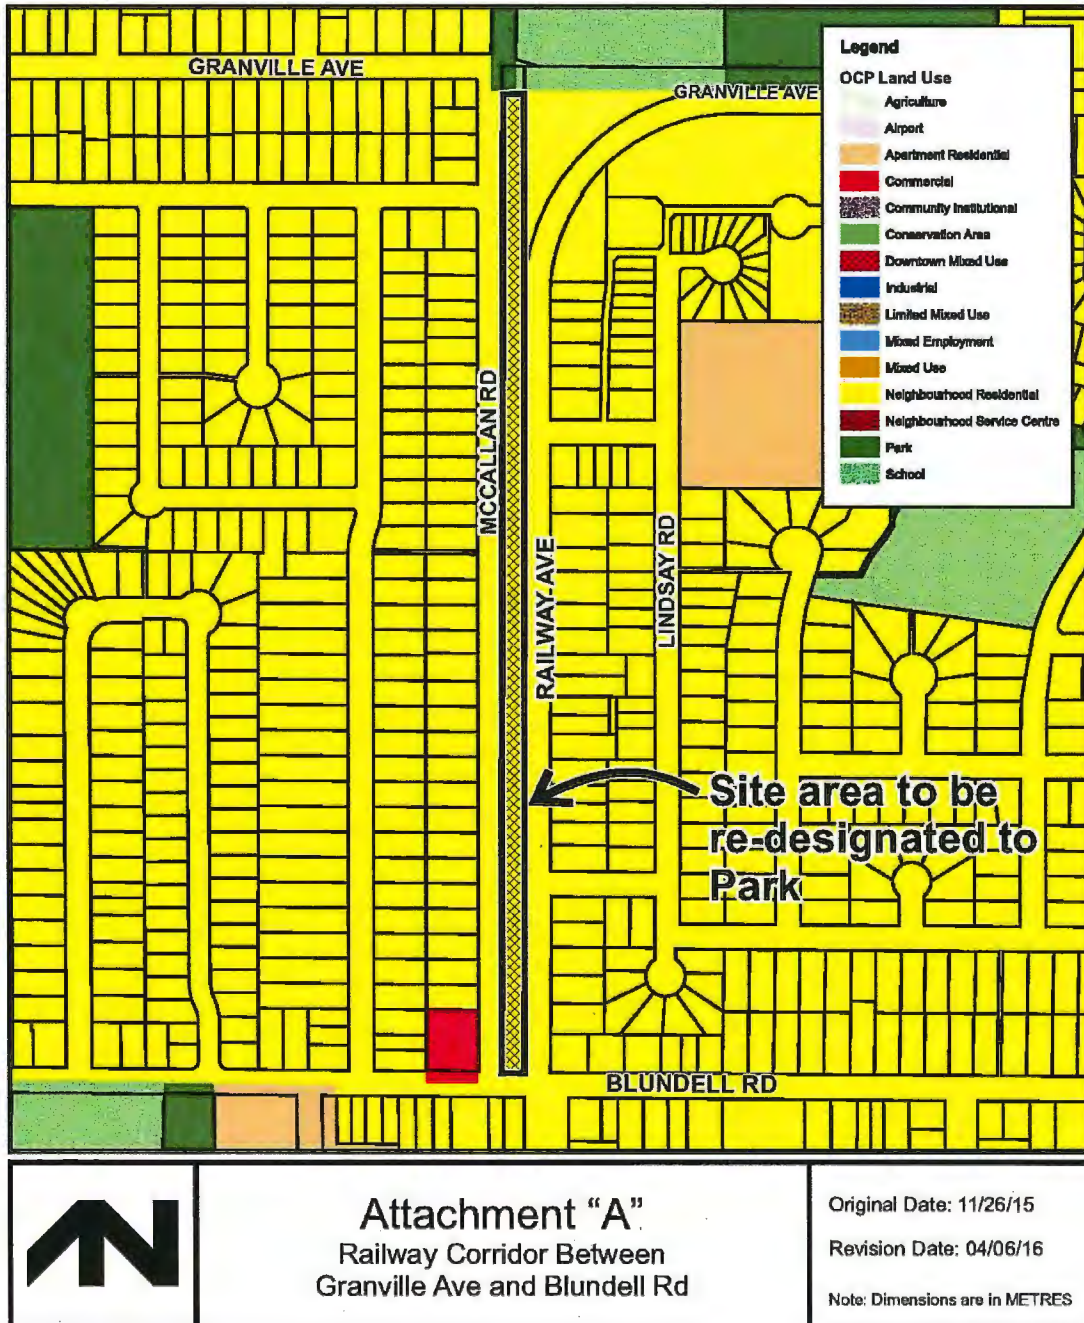 GRANVILLE AVE
GRANVILLE AVE
Legend
OCP Land Use
Agriculture
Airport
Apartment Residential
Commercial
Community Institutional
Conservation Area
Downtown Mixed Use
Industrial
Limited Mixed Use
Mixed Employment
Mixed Use
Neighbourhood Residential
Neighbourhood Service Centre
Park
School
MCCALLAN RD
RAILWAY AVE
LINDSAY RD
Site area to be
re-designated to
Park
BLUNDELL RD
Attachment “A”
Railway Corridor Between
Granville Ave and Blundell Rd
Original Date: 11/26/15
Revision Date: 04/06/16
Note: Dimensions are in METRES